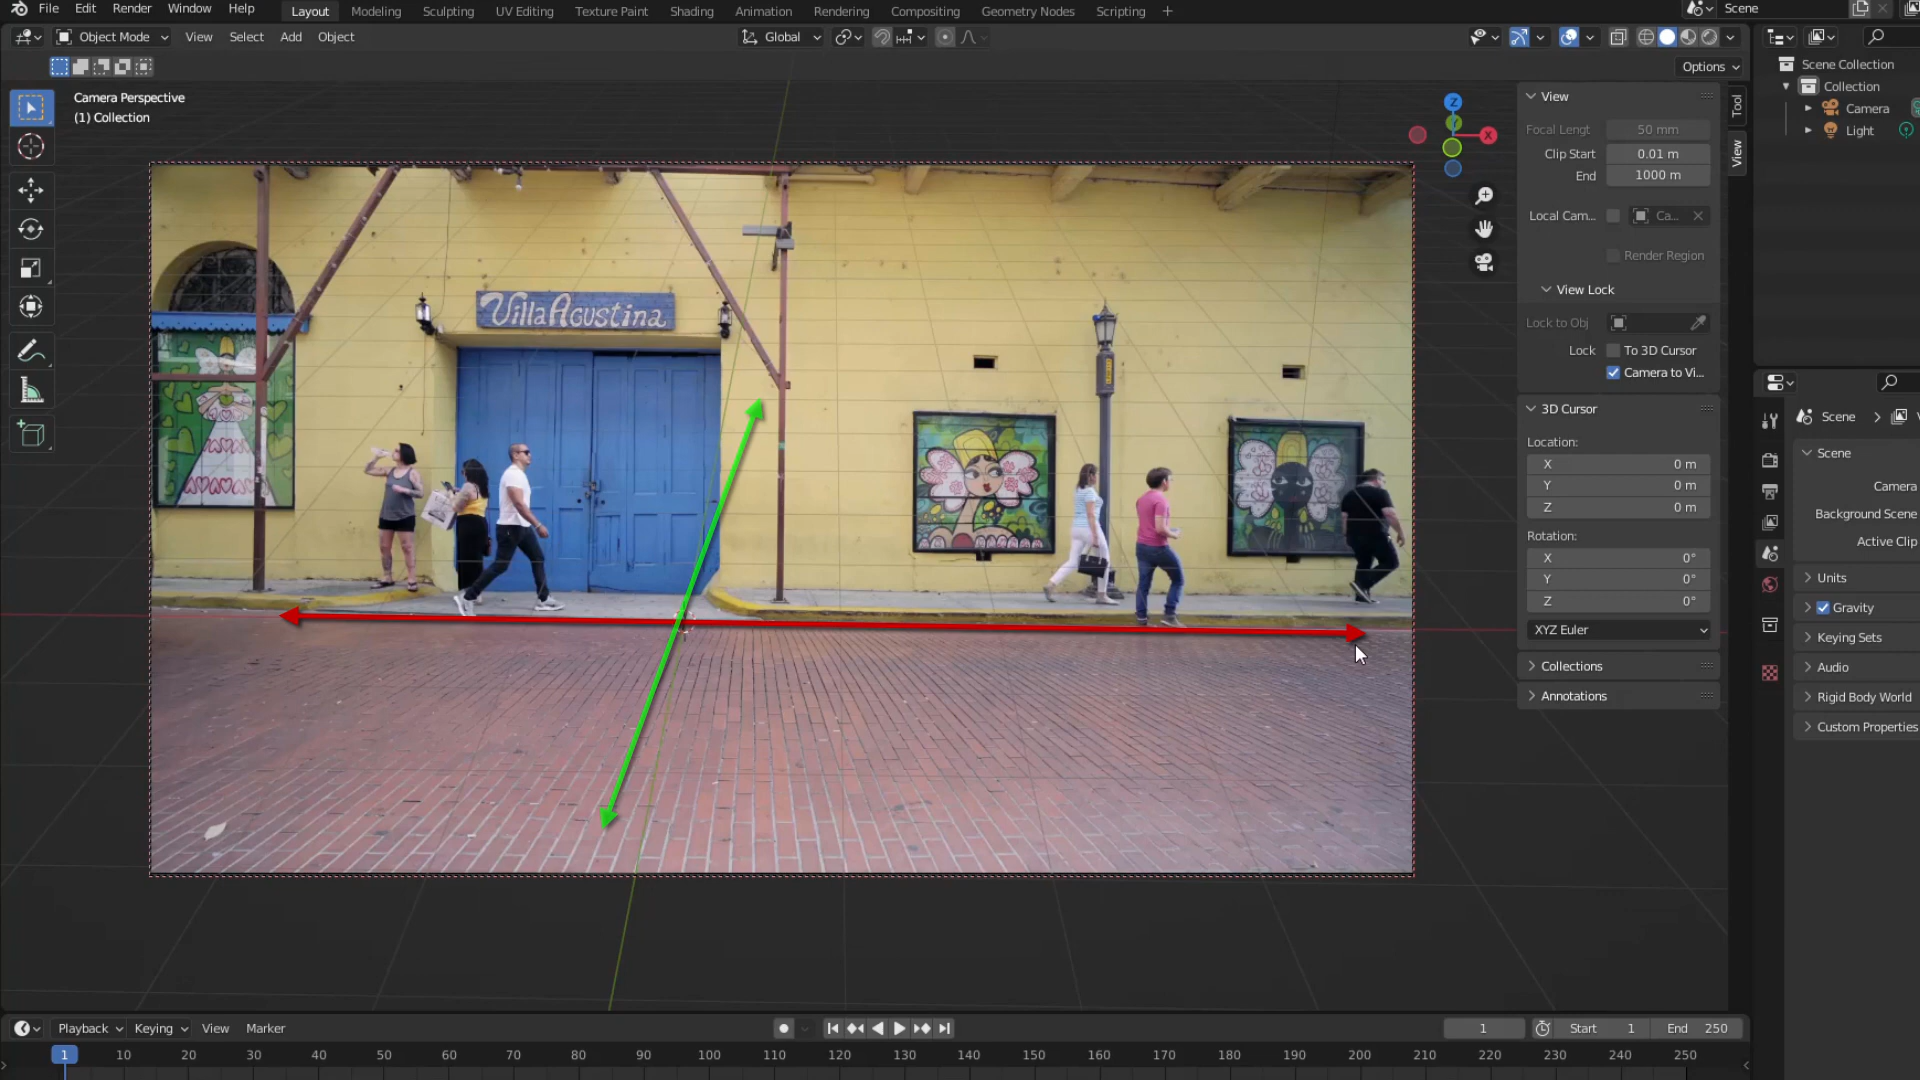 File Edit Render Window Help Layout Modeling Sculpting UV Editing Texture Paint Shading Animation Rendering Compositing Geometry Nodes Scripting + Scene
Object Mode View Select Add Object Global
Options
Camera Perspective
(1) Collection
Z
X
VillaAgustina
View
Focal Lengt 50 mm
Clip Start 0.01 m
End 1000 m
Local Cam... Ca...
Render Region
View Lock
Lock to Obj
Lock To 3D Cursor
Camera to Vi...
3D Cursor
Location:
X 0 m
Y 0 m
Z 0 m
Rotation:
X 0°
Y 0°
Z 0°
XYZ Euler
Collections
Annotations
Tool
View
Scene Collection
Collection
Camera
Light
Scene
Scene
Camera
Background Scene
Active Clip
Units
Gravity
Keying Sets
Audio
Rigid Body World
Custom Properties
Playback Keying View Marker 1 Start 1 End 250
1 10 20 30 40 50 60 70 80 90 100 110 120 130 140 150 160 170 180 190 200 210 220 230 240 250